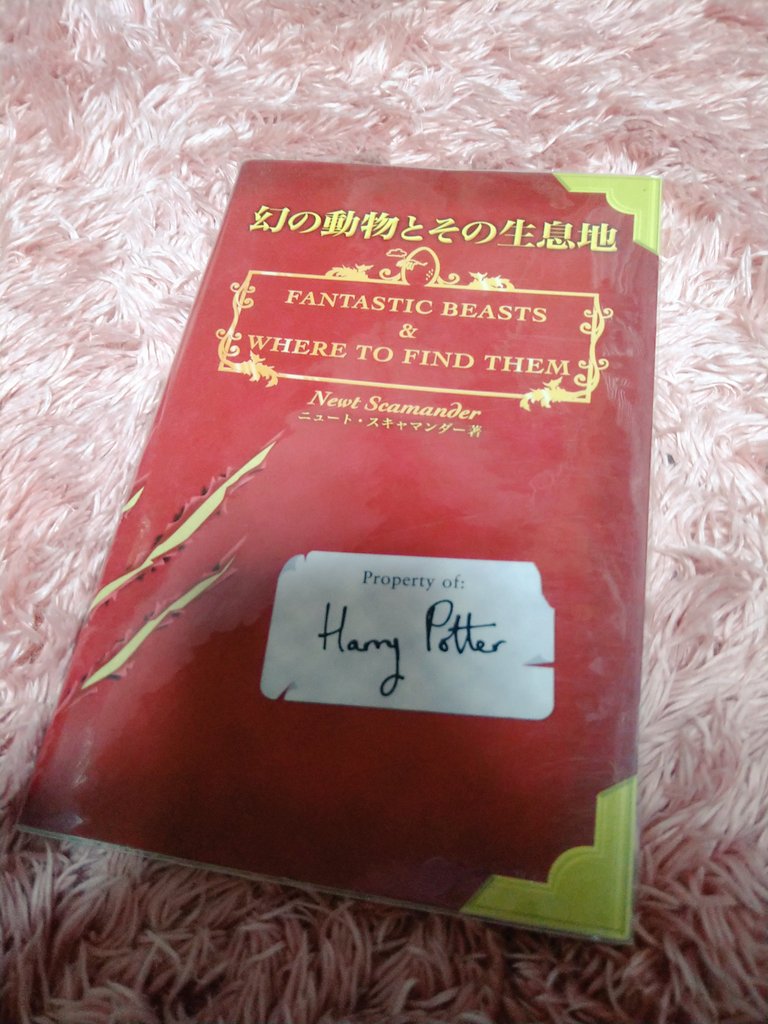 幻の動物とその生息地
FANTASTIC BEASTS
&
WHERE TO FIND THEM
Newt Scamander
ニュート・スキャマンダー著
Property of:
Harry Potter